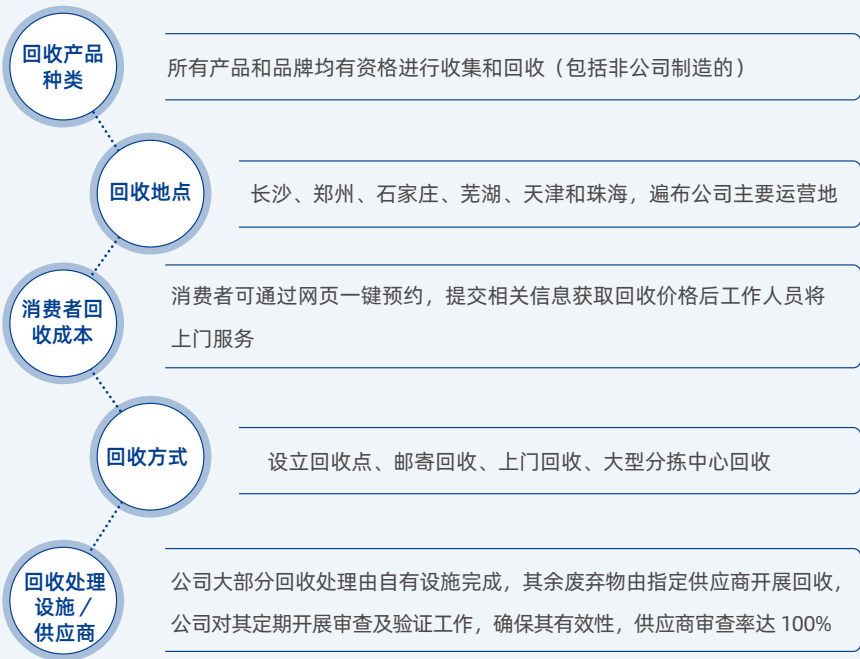 回收产品
种类
所有产品和品牌均有资格进行收集和回收（包括非公司制造的）
回收地点
长沙、郑州、石家庄、芜湖、天津和珠海，遍布公司主要运营地
消费者回
收成本
消费者可通过网页一键预约，提交相关信息获取回收价格后工作人员将
上门服务
回收方式
设立回收点、邮寄回收、上门回收、大型分拣中心回收
回收处理
设施／
供应商
公司大部分回收处理由自有设施完成，其余废弃物由指定供应商开展回收，
公司对其定期开展审查及验证工作，确保其有效性，供应商审查率达 100%